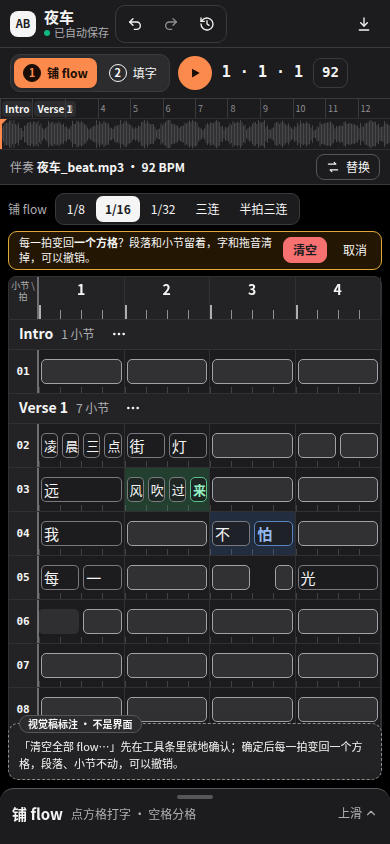 AB 夜车
已自动保存
1 铺 flow 2 填字 1 · 1 · 1 92
Intro Verse 1 4 5 6 7 8 9 10 11 12
伴奏 夜车_beat.mp3 • 92 BPM 替换
铺 flow 1/8 1/16 1/32 三连 半拍三连
每一拍变回一个方格？段落和小节留着，字和拖音清
掉，可以撤销。
清空 取消
小节 \
拍
1 2 3 4
Intro 1 小节 ···
01
Verse 1 7 小节 ···
02 凌 晨 三 点 街 灯
03 远 风 吹 过 来
04 我 不 怕
05 每 一 光
06
07
08
视觉稿标注 • 不是界面
「清空全部 flow…」先在工具条里就地确认；确定后每一拍变回一个方
格，段落、小节不动，可以撤销。
铺 flow 点方格打字 • 空格分格 上滑